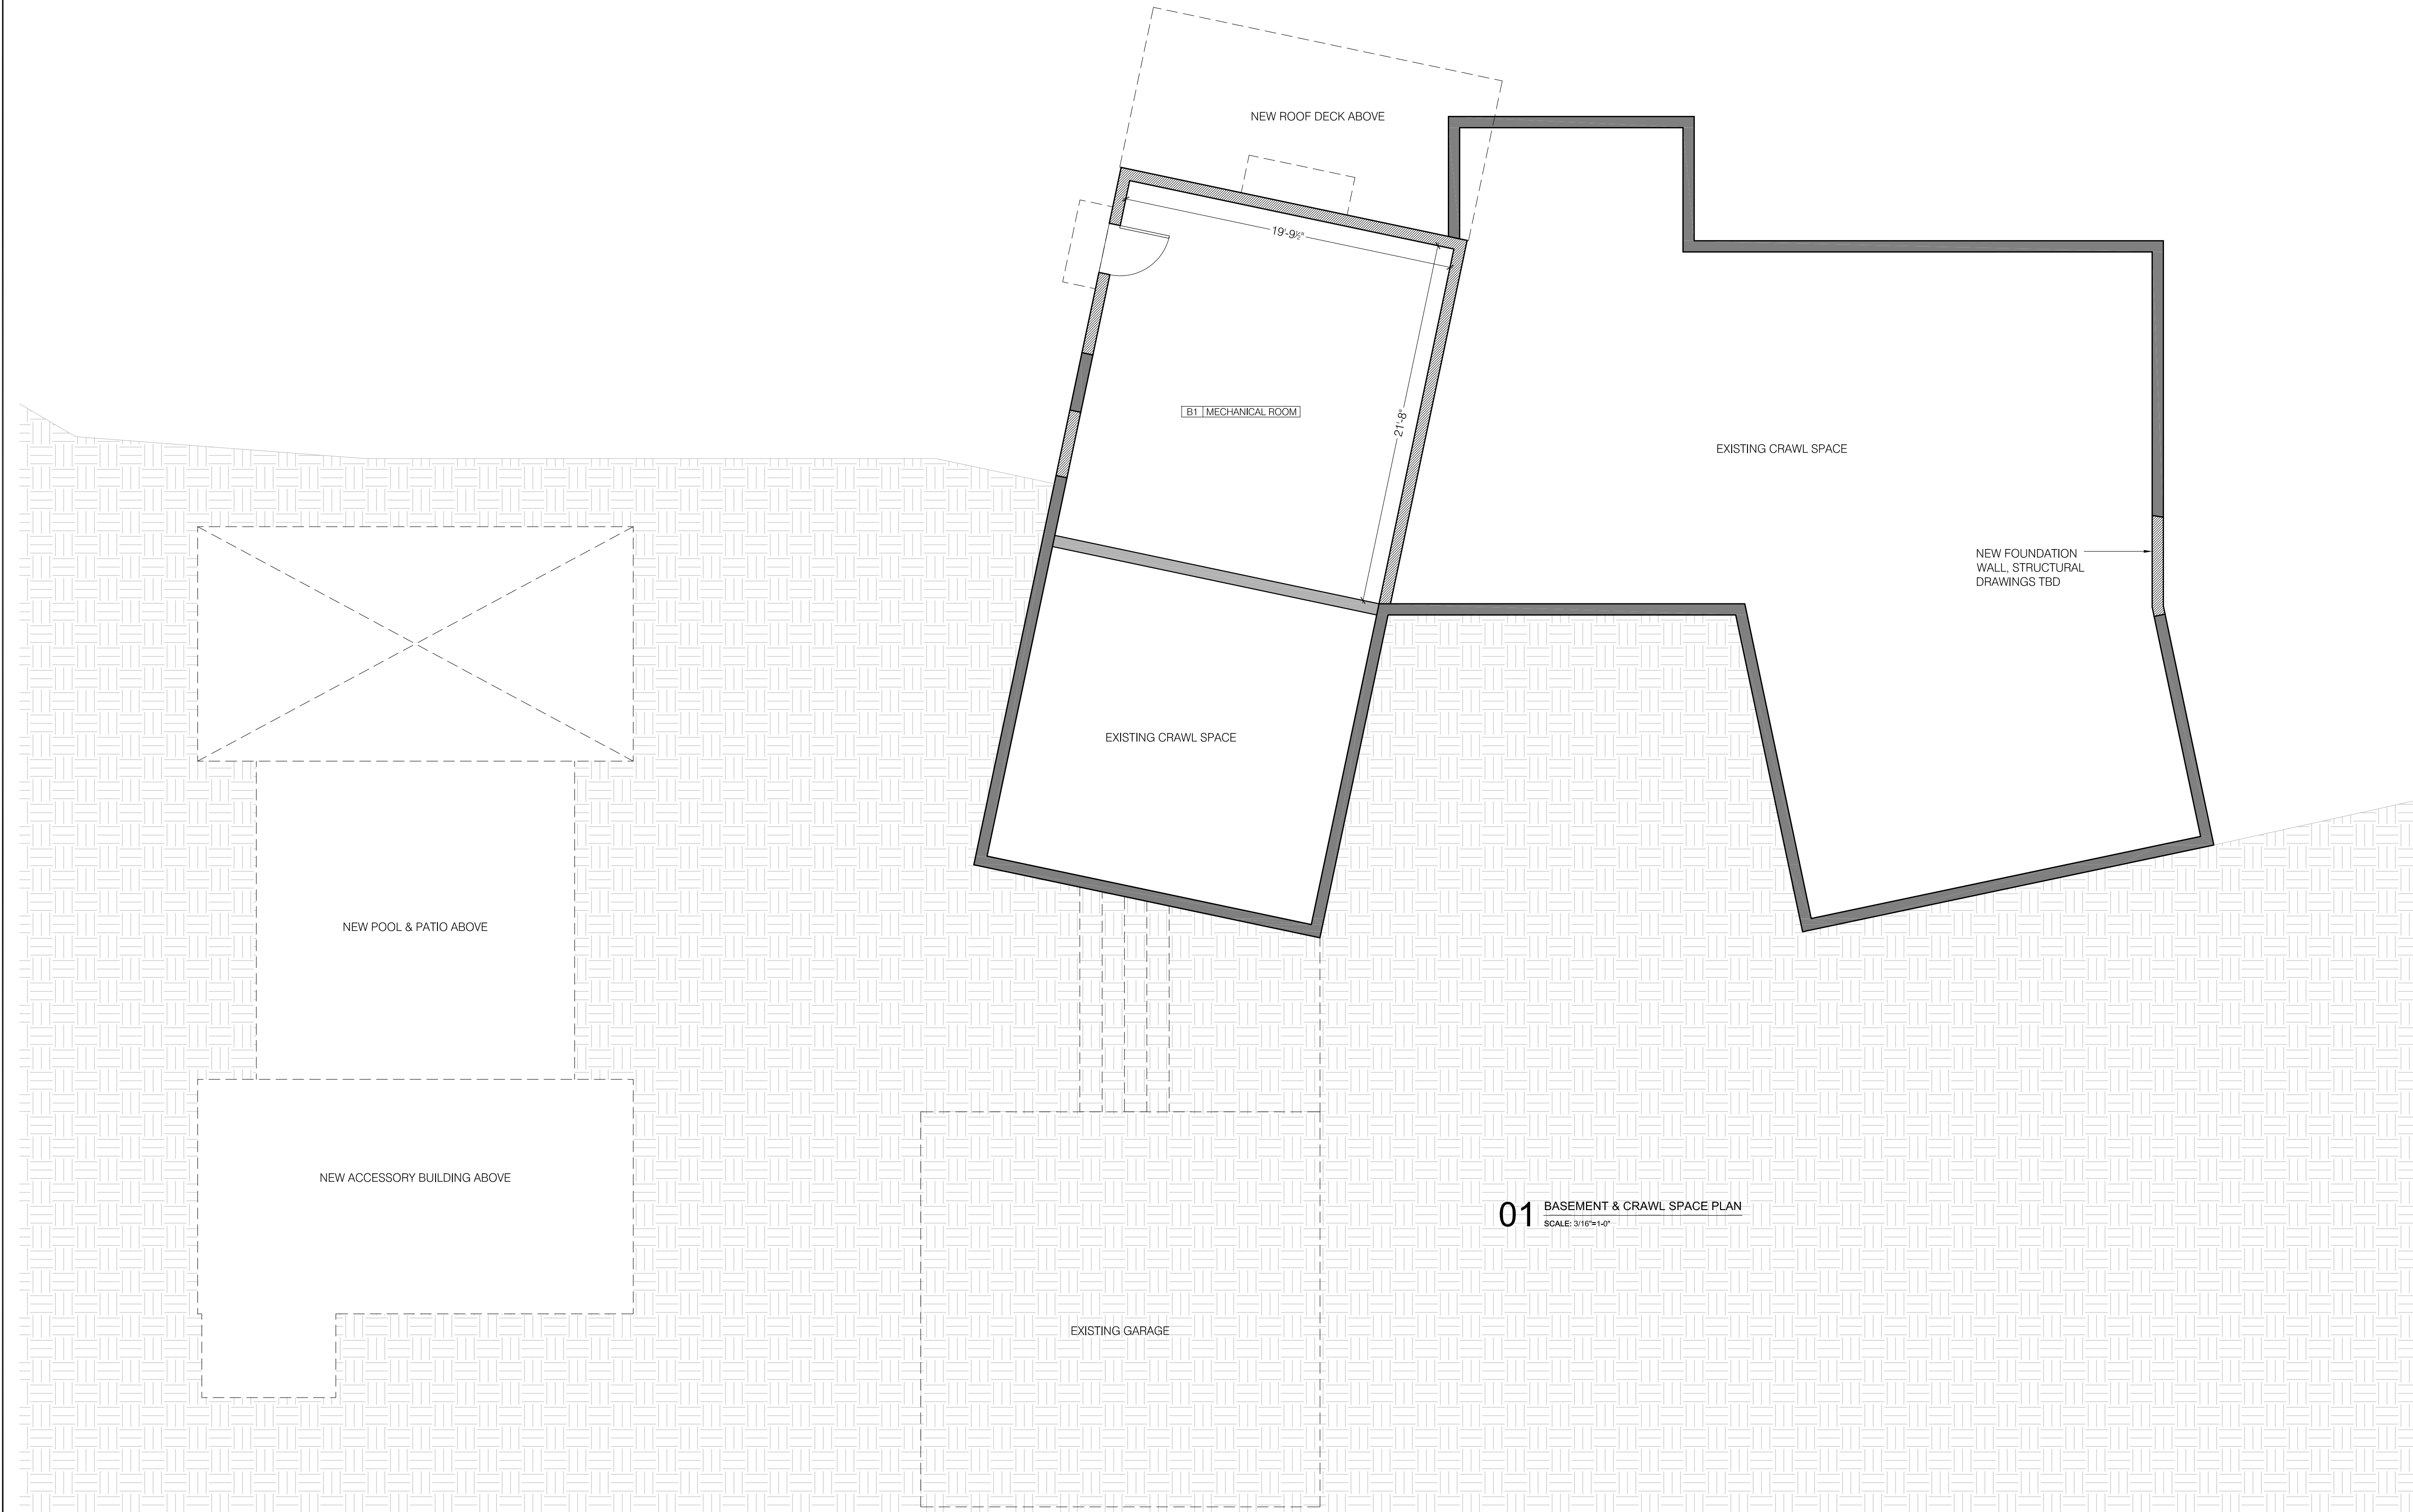 NEW ROOF DECK ABOVE
19'-9½"
B1 MECHANICAL ROOM
21'-8"
EXISTING CRAWL SPACE
NEW FOUNDATION
WALL, STRUCTURAL
DRAWINGS TBD
EXISTING CRAWL SPACE
NEW POOL & PATIO ABOVE
NEW ACCESSORY BUILDING ABOVE
01 BASEMENT & CRAWL SPACE PLAN
SCALE: 3/16"=1-0"
EXISTING GARAGE